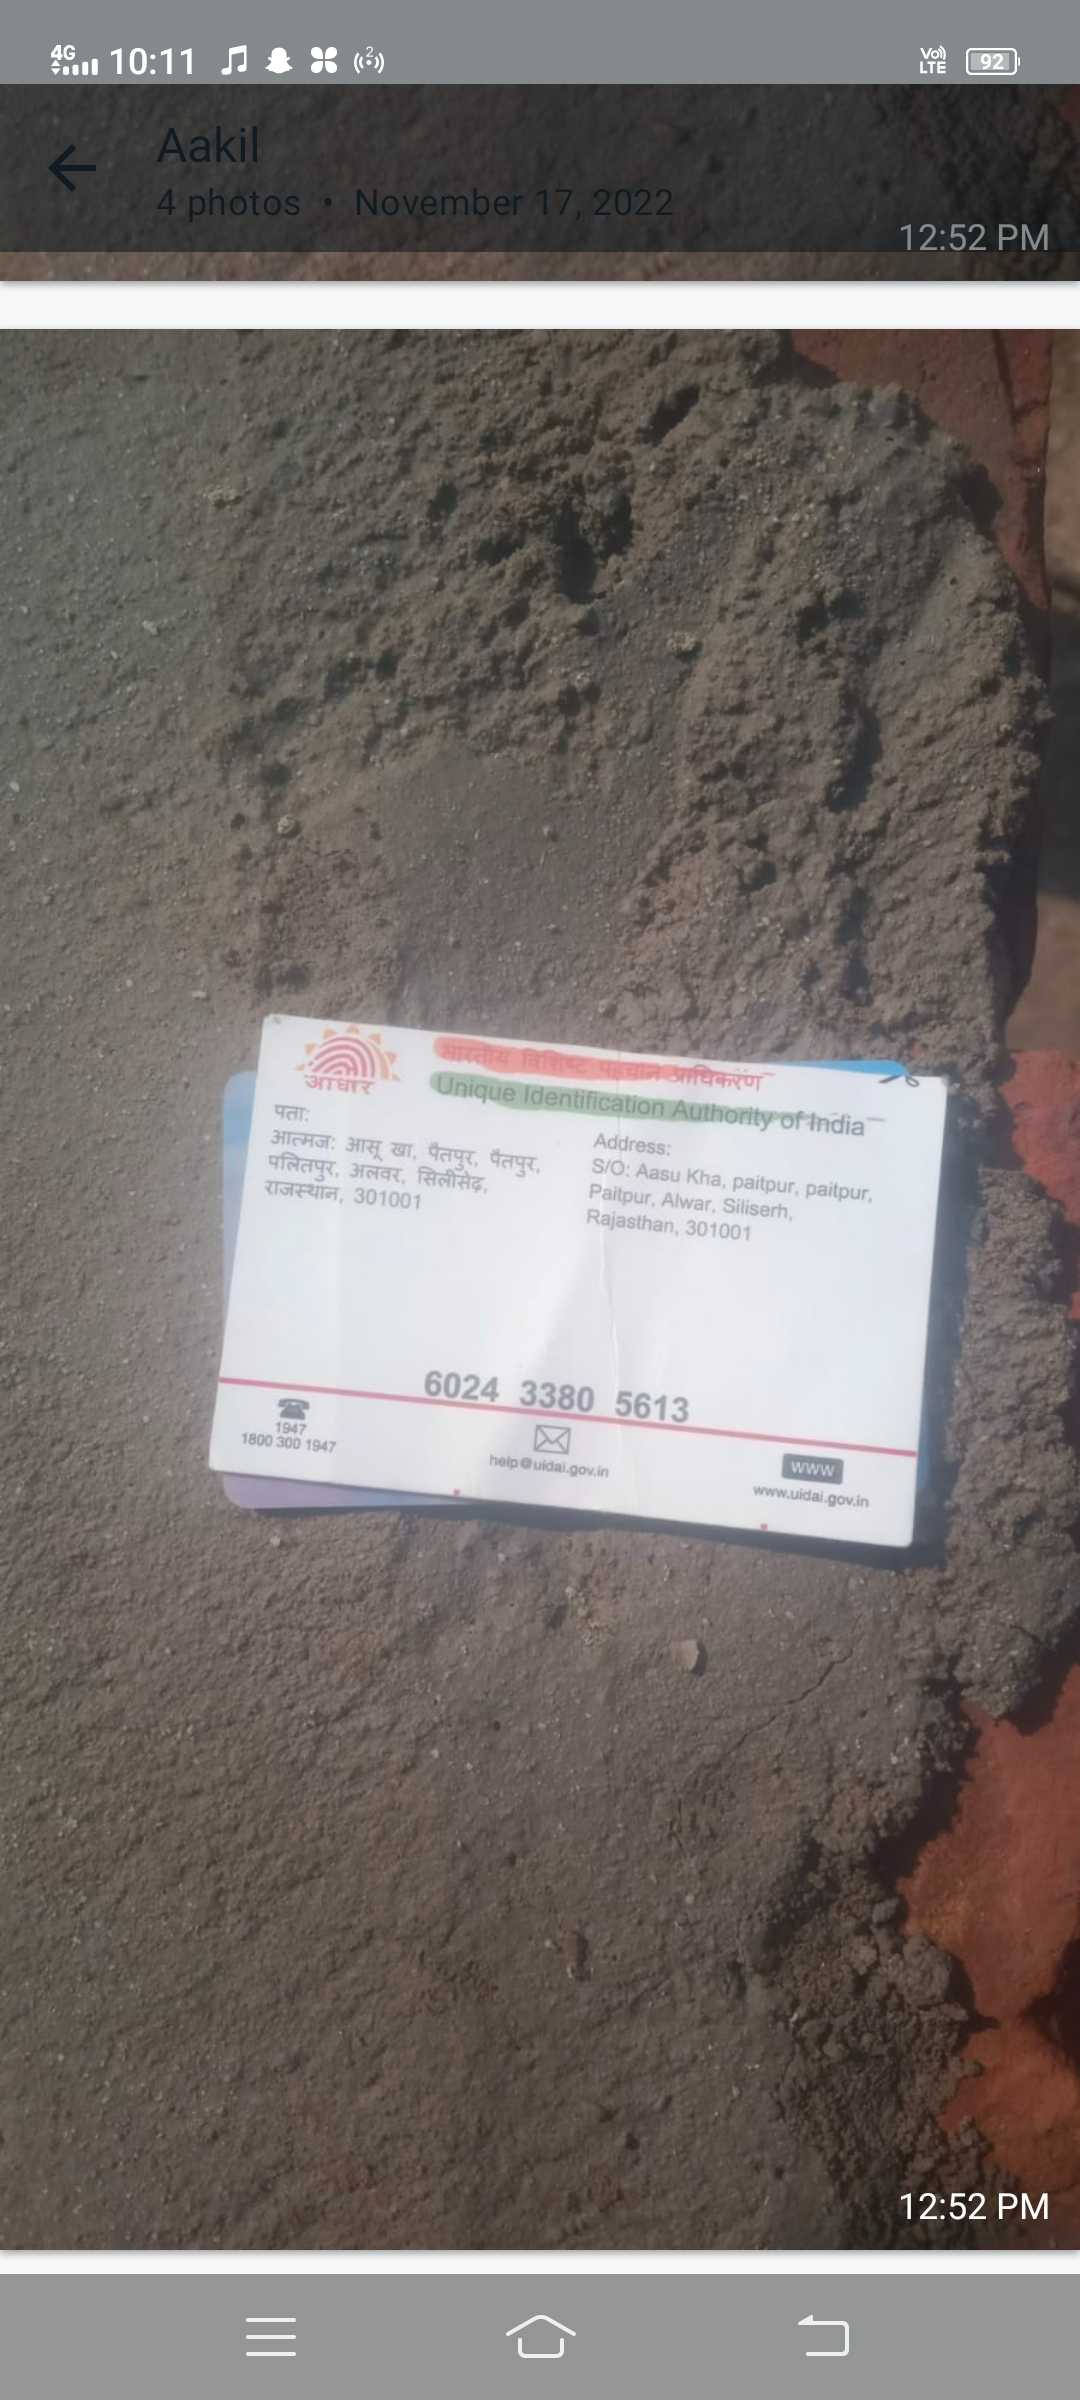 4G 10:11 2 Vo) LTE 92
Aakil
4 photos • November 17, 2022
12:52 PM
आधार
भारतीय विशिष्ट पहचान प्राधिकरण
Unique Identification Authority of India
पता:
आत्मज: आसू खा, पैतपुर, पैतपुर,
पलितपुर, अलवर, सिलीसेढ़,
राजस्थान, 301001
Address:
S/O: Aasu Kha, paitpur, paitpur,
Paitpur, Alwar, Siliserh,
Rajasthan, 301001
6024 3380 5613
1947
1800 300 1947
help@uidai.gov.in
www
www.uidai.gov.in
12:52 PM